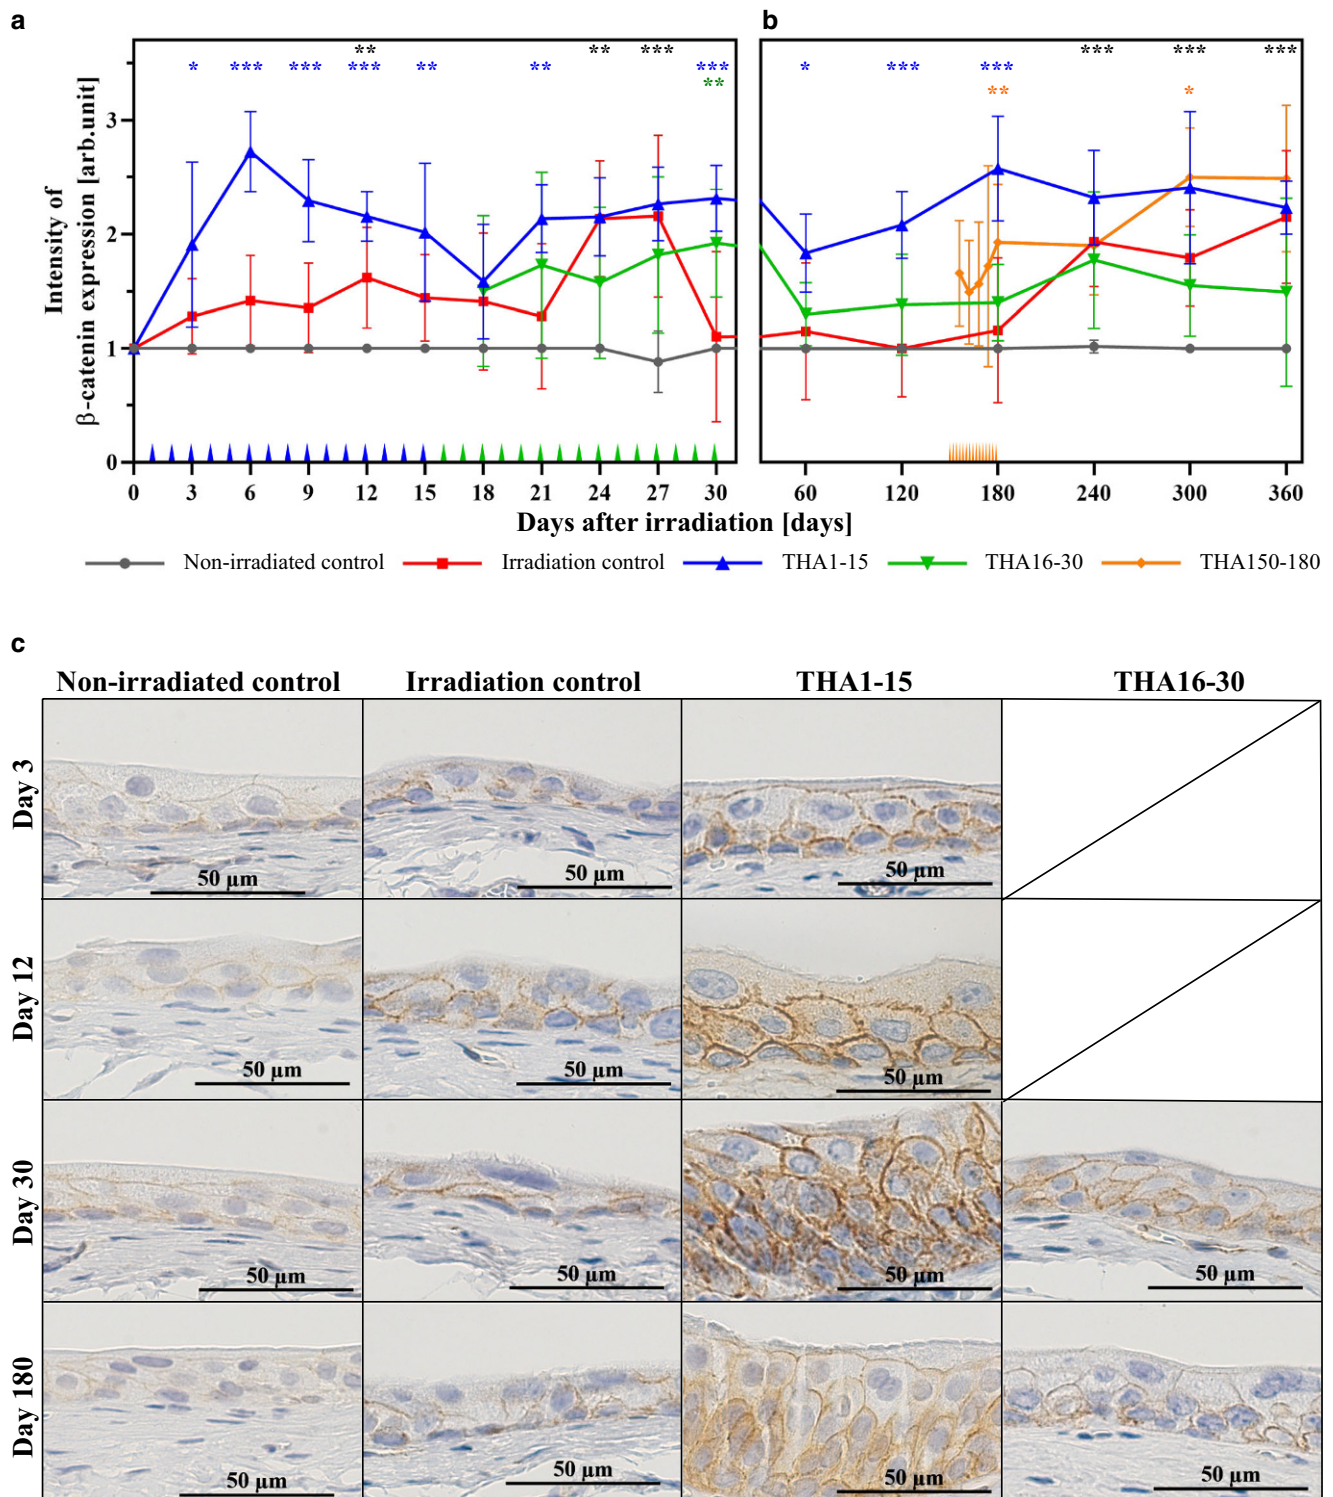 a
b
** ** ***
* *** *** *** ** ** ***
**
*** *** ***
* *** ***
** *
Intensity of
β-catenin expression [arb.unit]
3
2
1
0
0 3 6 9 12 15 18 21 24 27 30
60 120 180 240 300 360
Days after irradiation [days]
Non-irradiated control Irradiation control THA1-15 THA16-30 THA150-180
c
Non-irradiated control Irradiation control THA1-15 THA16-30
Day 3
50 µm 50 µm 50 µm
Day 12
50 µm 50 µm 50 µm
Day 30
50 µm 50 µm 50 µm 50 µm
Day 180
50 µm 50 µm 50 µm 50 µm